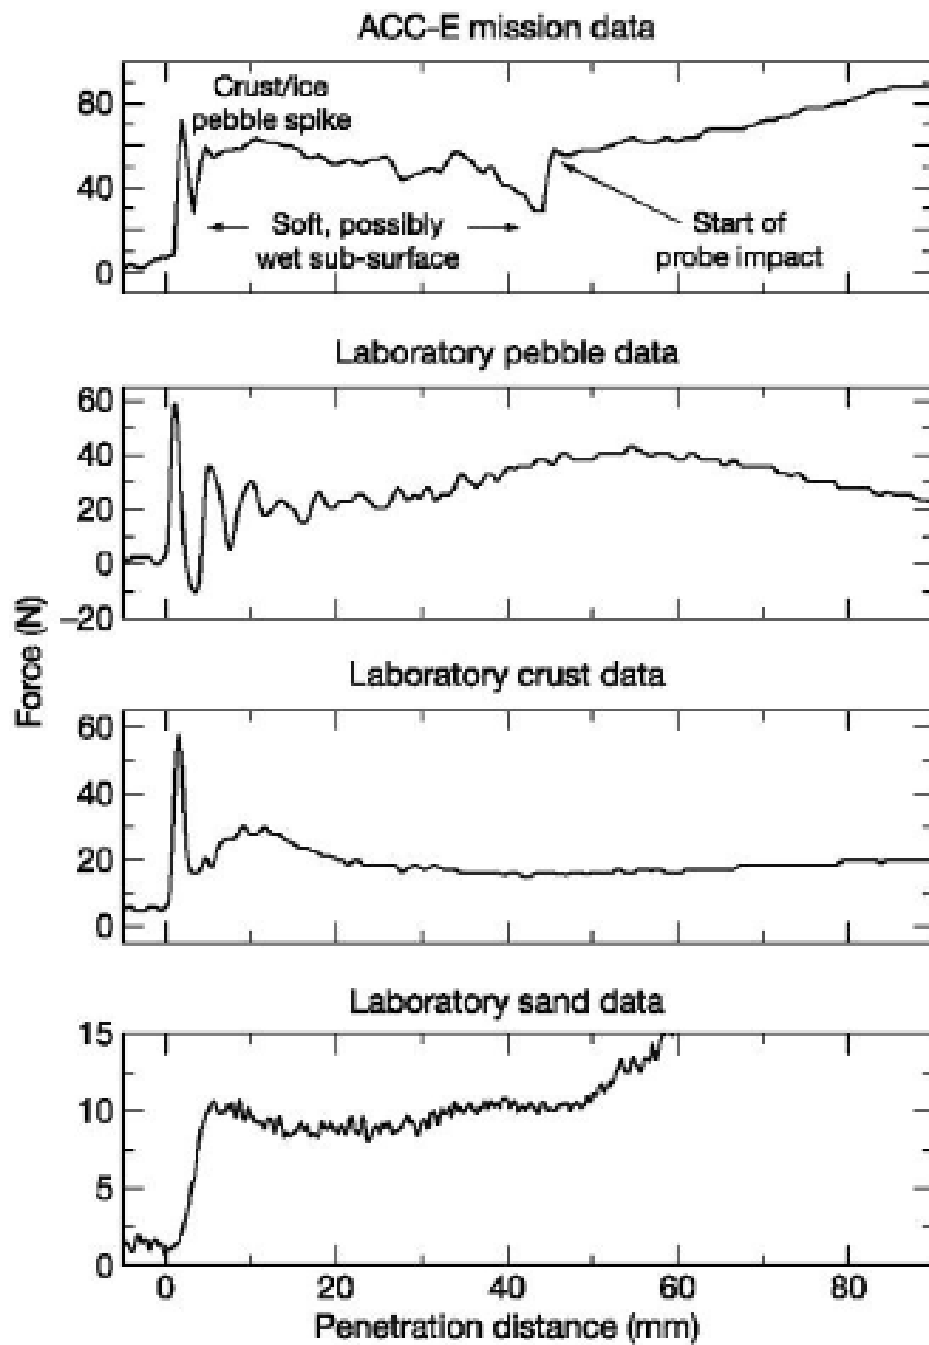 ACC-E mission data
80
40
0
Crust/ice
pebble spike
Soft, possibly
wet sub-surface
Start of
probe impact
Laboratory pebble data
60
40
20
0
−20
Force (N)
Laboratory crust data
60
40
20
0
Laboratory sand data
15
10
5
0
0 20 40 60 80
Penetration distance (mm)